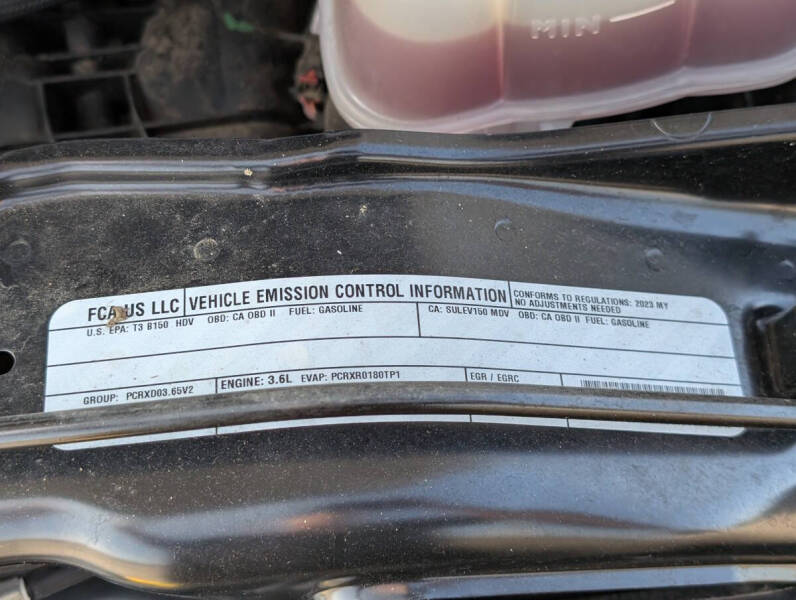 MIN
FCA US LLC
VEHICLE EMISSION CONTROL INFORMATION
CONFORMS TO REGULATIONS: 2023 MY
NO ADJUSTMENTS NEEDED
U.S. EPA: T3 B150 HDV OBD: CA OBD II FUEL: GASOLINE
CA: SULEV150 MDV OBD: CA OBD II FUEL: GASOLINE
GROUP: PCRXD03.65V2
ENGINE: 3.6L EVAP: PCRXR0180TP1
EGR / EGRC